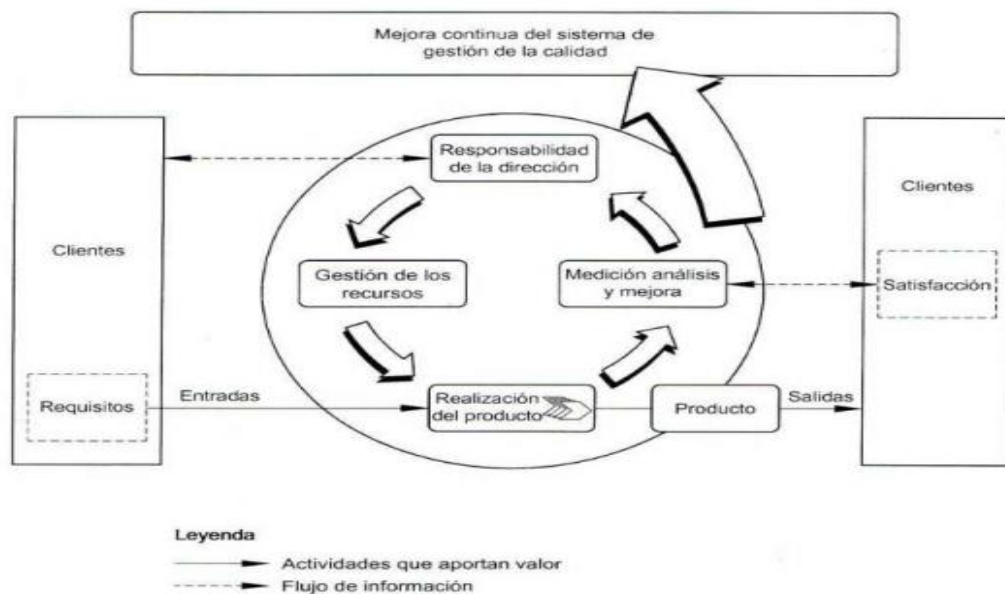 Mejora continua del sistema de
gestión de la calidad
Responsabilidad
de la dirección
Clientes
Clientes
Gestión de los
recursos
Medición análisis
y mejora
Satisfacción
Requisitos
Entradas
Realización
del producto
Producto
Salidas
Leyenda
Actividades que aportan valor
Flujo de información